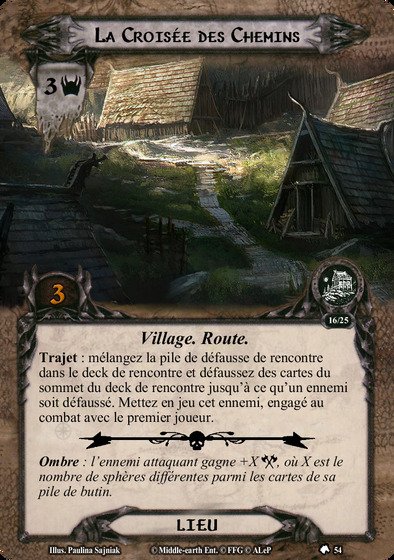 La Croisée des Chemins
3
3
16/25
Village. Route.
Trajet : mélangez la pile de défausse de rencontre
dans le deck de rencontre et défaussez des cartes du
sommet du deck de rencontre jusqu'à ce qu'un ennemi
soit défaussé. Mettez en jeu cet ennemi, engagé au
combat avec le premier joueur.
Ombre : l'ennemi attaquant gagne +X, où X est le
nombre de sphères différentes parmi les cartes de sa
pile de butin.
LIEU
Illus. Paulina Sajniak
©Middle-earth Ent. ©FFG ©ALeP
54